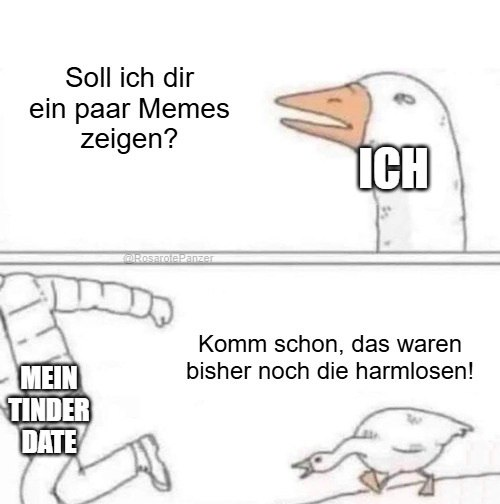 Soll ich dir
ein paar Memes
zeigen?
ICH
@RosarotePanzer
Komm schon, das waren
bisher noch die harmlosen!
MEIN
TINDER
DATE